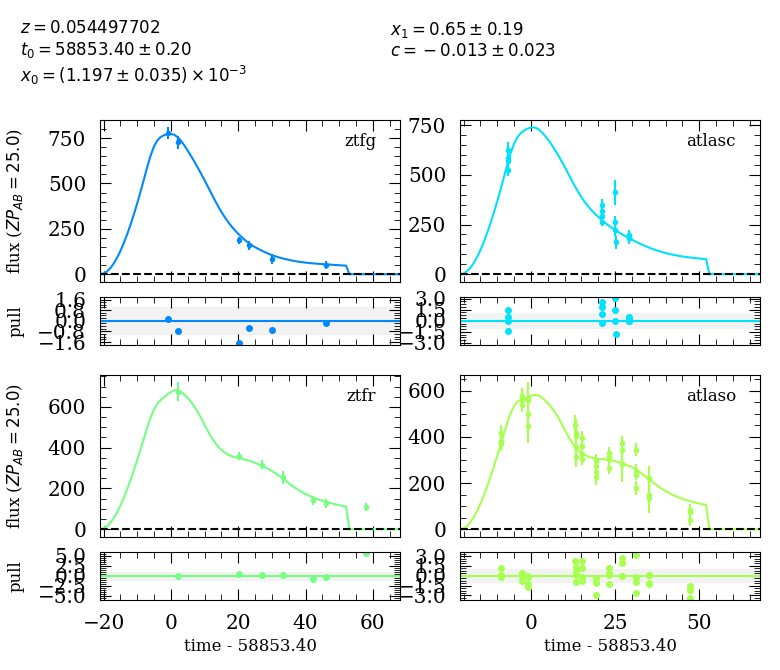 z = 0.054497702
t₀ = 58853.40 ± 0.20
x₀ = (1.197 ± 0.035) × 10⁻³
x₁ = 0.65 ± 0.19
c = −0.013 ± 0.023
flux (ZP_AB = 25.0)
750
500
250
0
ztfg
750
500
250
0
atlasc
pull
1.6
0.8
0.0
−0.8
−1.6
3.0
1.5
0.0
−1.5
−3.0
flux (ZP_AB = 25.0)
600
400
200
0
ztfr
600
400
200
0
atlaso
pull
5.0
2.5
0.0
−2.5
−5.0
3.0
1.5
0.0
−1.5
−3.0
−20 0 20 40 60
time - 58853.40
0 25 50
time - 58853.40